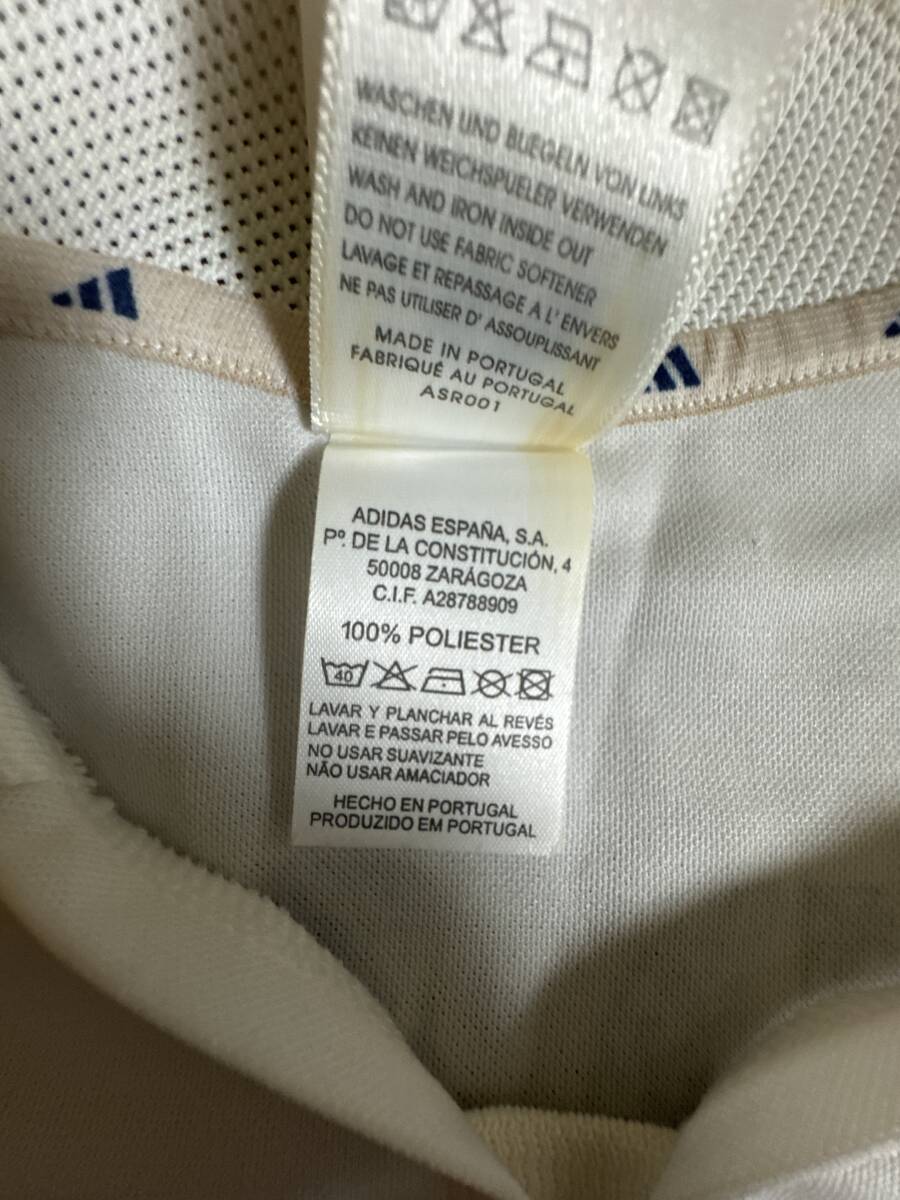 WASCHEN UND BUEGELN VON LINKS
KEINEN WEICHSPUELER VERWENDEN
WASH AND IRON INSIDE OUT
DO NOT USE FABRIC SOFTENER
LAVAGE ET REPASSAGE A L' ENVERS
NE PAS UTILISER D' ASSOUPLISSANT
MADE IN PORTUGAL
FABRIQUÉ AU PORTUGAL
ASR001
ADIDAS ESPAÑA, S.A.
Pº. DE LA CONSTITUCIÓN, 4
50008 ZARÁGOZA
C.I.F. A28788909
100% POLIESTER
40
LAVAR Y PLANCHAR AL REVÉS
LAVAR E PASSAR PELO AVESSO
NO USAR SUAVIZANTE
NÃO USAR AMACIADOR
HECHO EN PORTUGAL
PRODUZIDO EM PORTUGAL